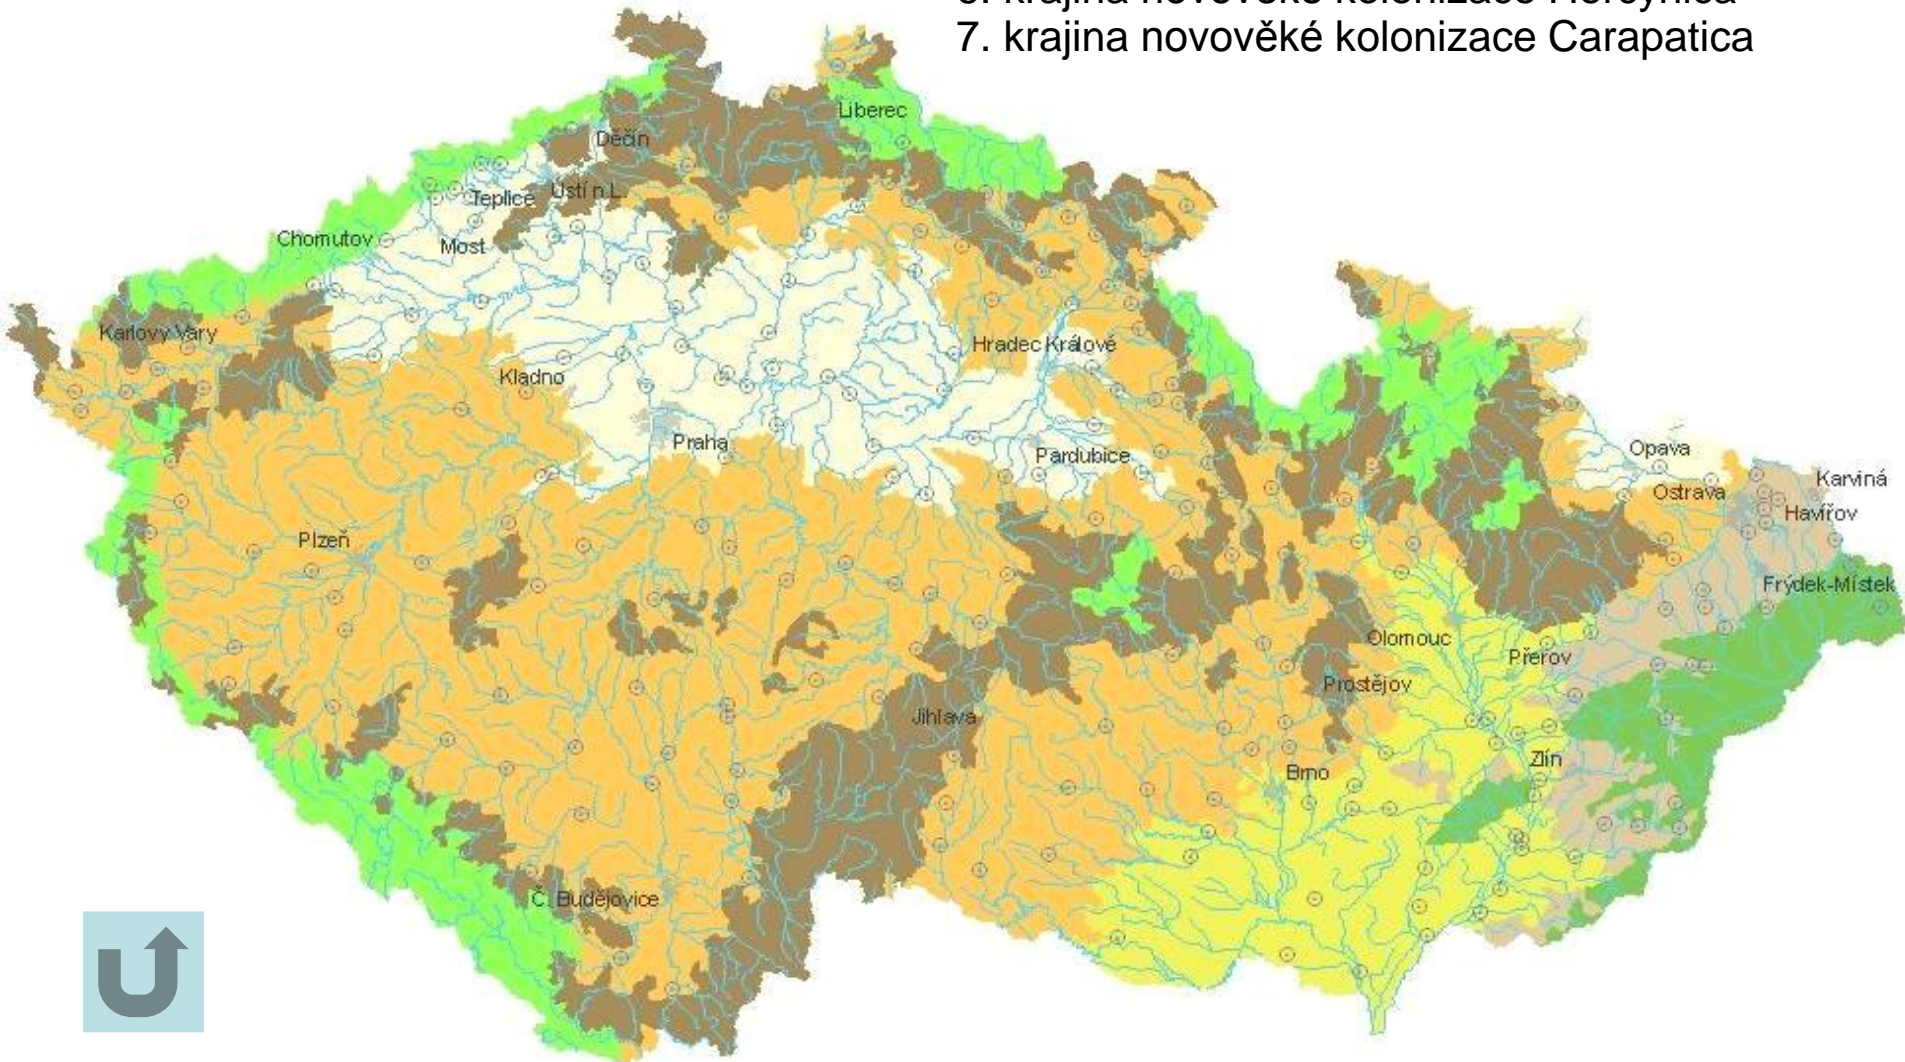 7. krajina novověké kolonizace Carapatica
Liberec
Děčín
Teplice
Ústí n.L.
Chomutov
Most
Karlovy Vary
Hradec Králové
Kladno
Praha
Pardubice
Opava
Karviná
Ostrava
Havířov
Plzeň
Frýdek-Místek
Olomouc
Přerov
Prostějov
Jihlava
Zlín
Brno
Č. Budějovice